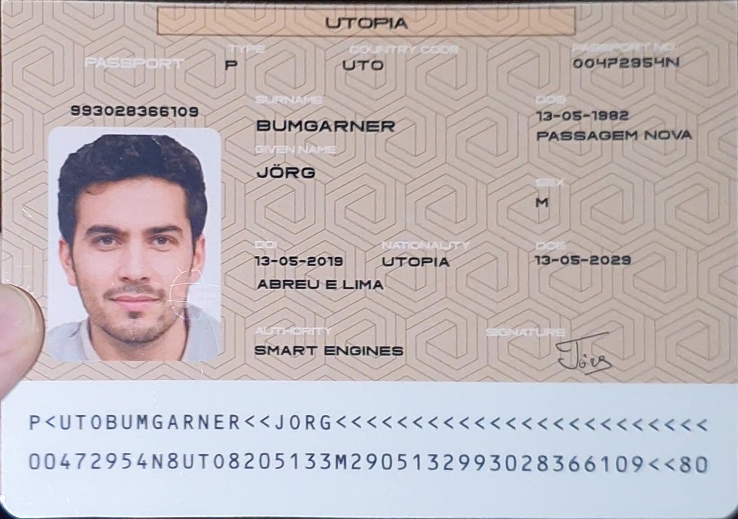 UTOPIA
PASSPORT
TYPE COUNTRY CODE PASSPORT NO.
P UTO 00472954N
993028366109
SURNAME DOB
BUMGARNER 13-05-1982
PASSAGEM NOVA
GIVEN NAME
JÖRG
SEX
M
DOI NATIONALITY DOE
13-05-2019 UTOPIA 13-05-2029
ABREU E LIMA
AUTHORITY SIGNATURE
SMART ENGINES Jörg
P<UTOBUMGARNER<<JORG<<<<<<<<<<<<<<<<<<<<<<<<
00472954N8UTO8205133M2905132993028366109<<80